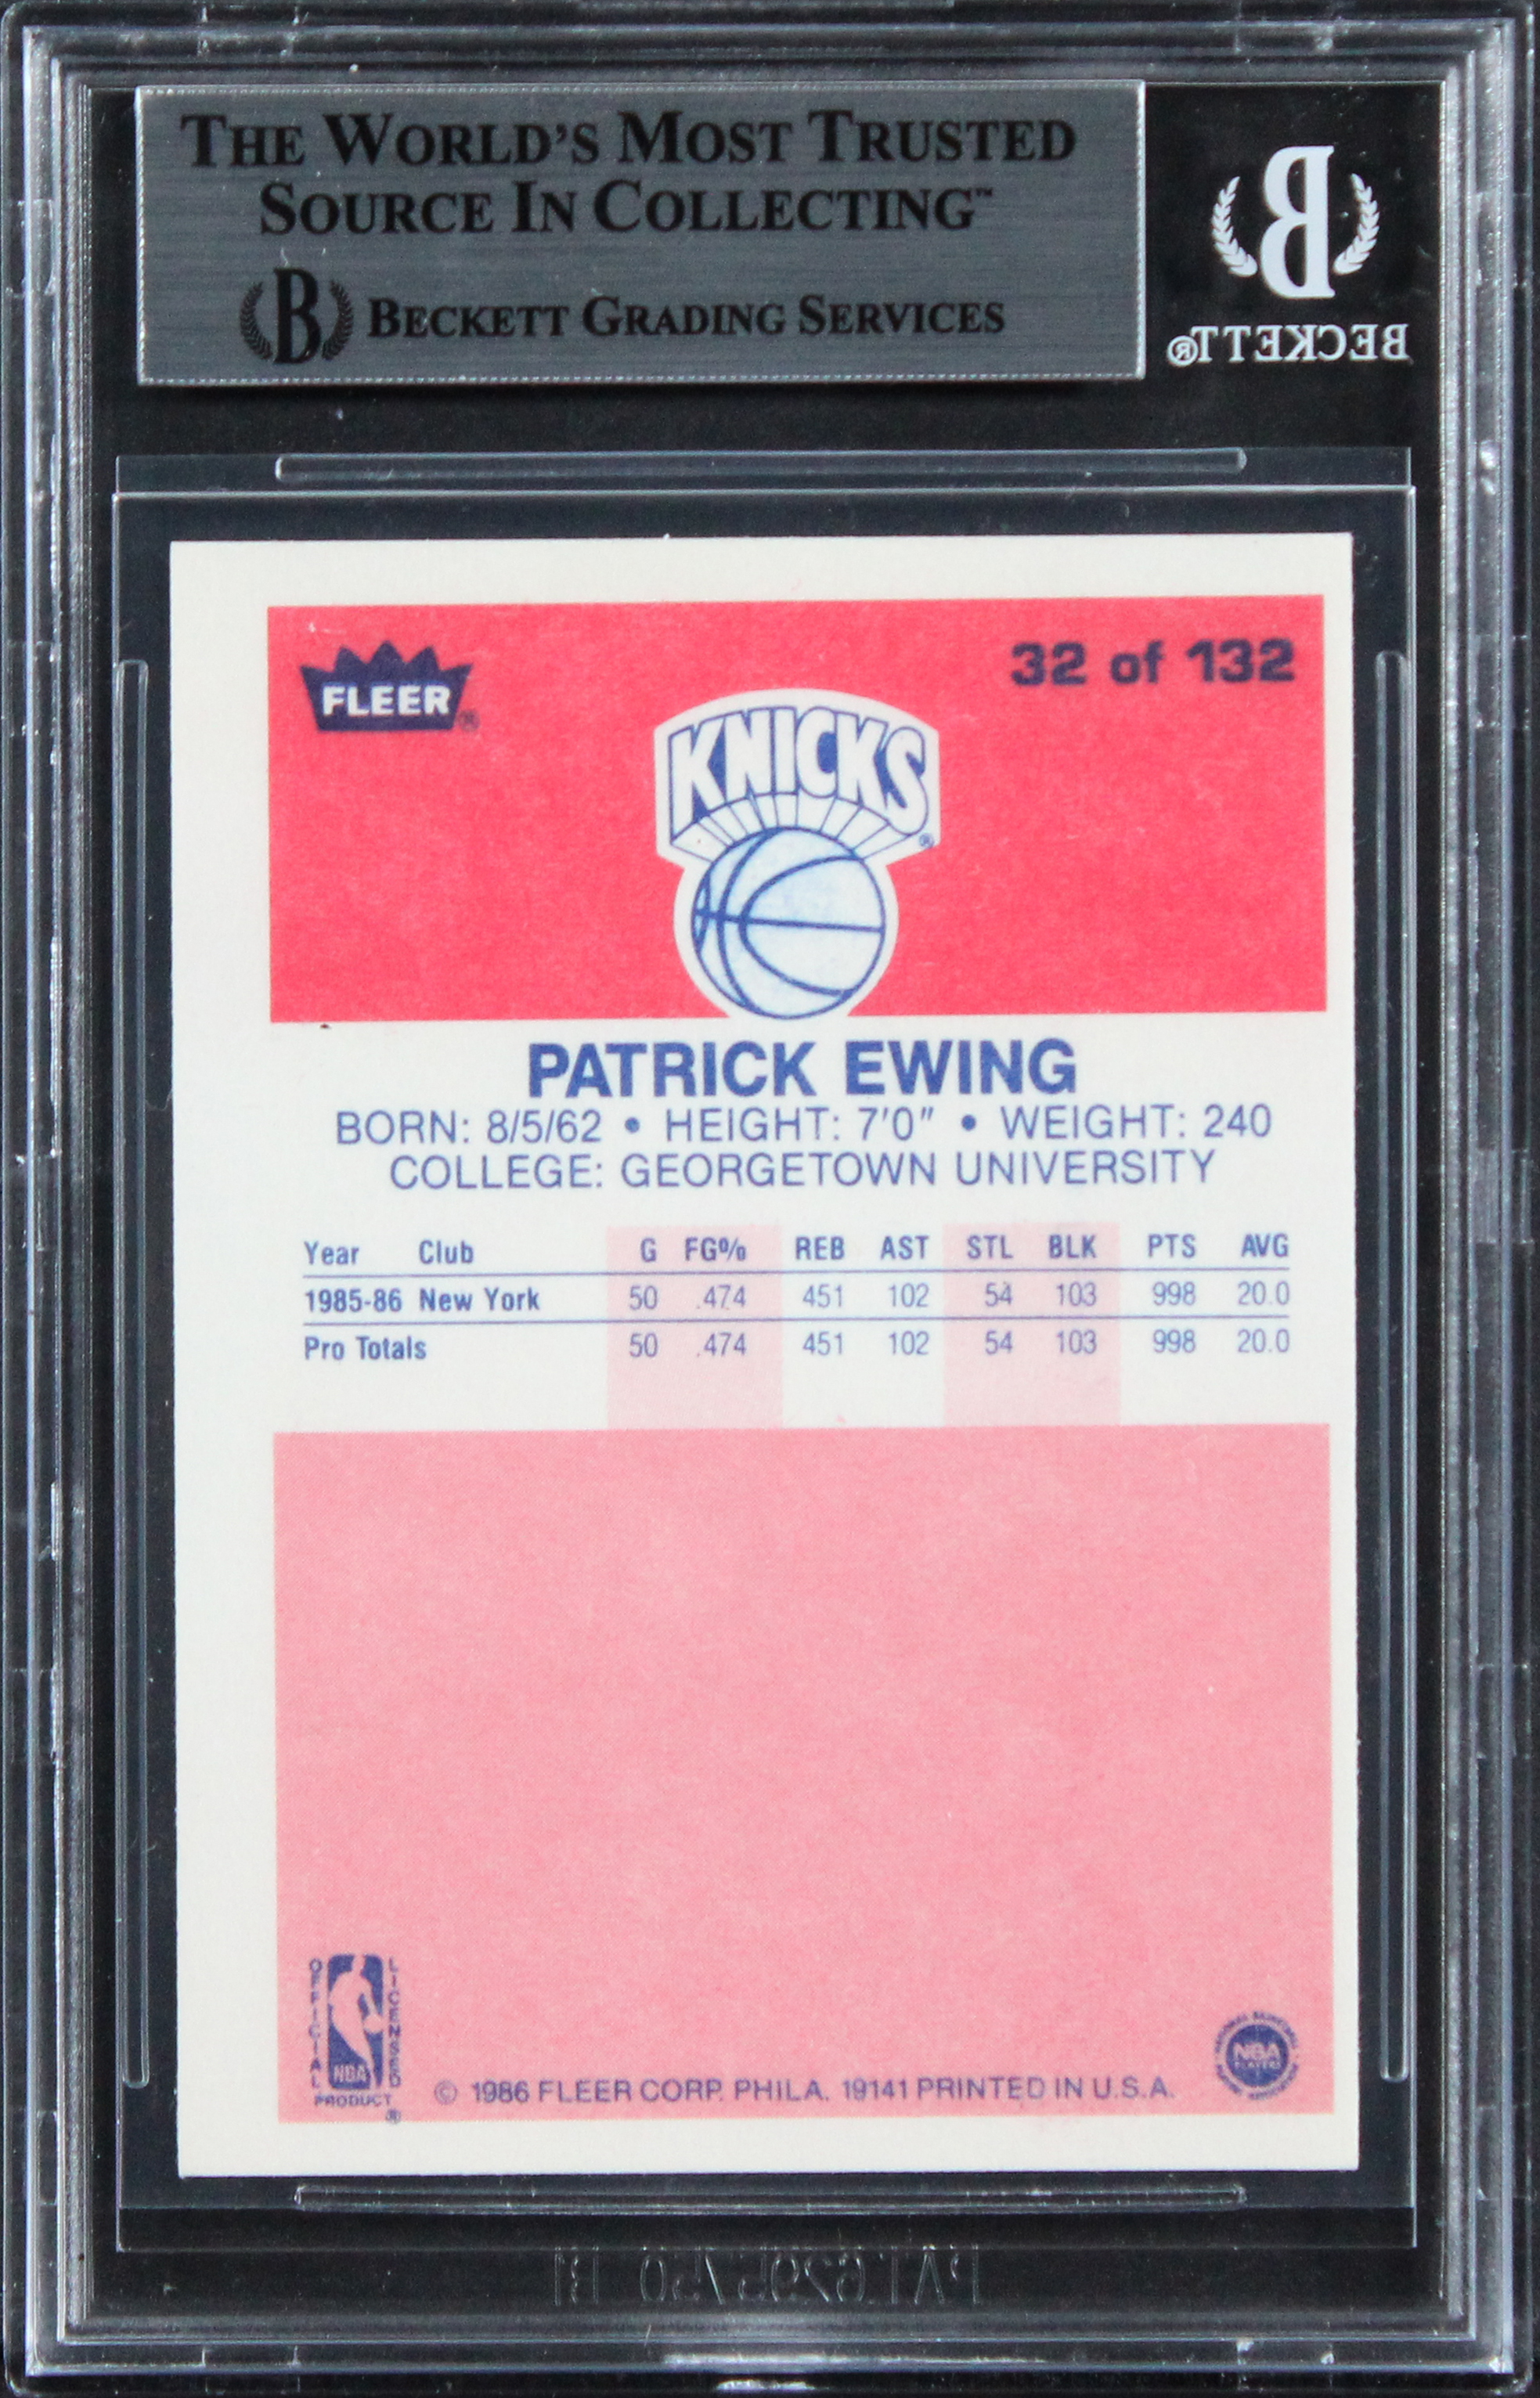 THE WORLD'S MOST TRUSTED
SOURCE IN COLLECTING™
B BECKETT GRADING SERVICES
B
BECKETT®
FLEER®
32 of 132
KNICKS®
PATRICK EWING
BORN: 8/5/62 • HEIGHT: 7'0" • WEIGHT: 240
COLLEGE: GEORGETOWN UNIVERSITY
Year Club G FG% REB AST STL BLK PTS AVG
1985-86 New York 50 .474 451 102 54 103 998 20.0
Pro Totals 50 .474 451 102 54 103 998 20.0
OFFICIAL LICENSED
NBA
PRODUCT
®
© 1986 FLEER CORP. PHILA. 19141 PRINTED IN U.S.A.
NBA
PLAYERS